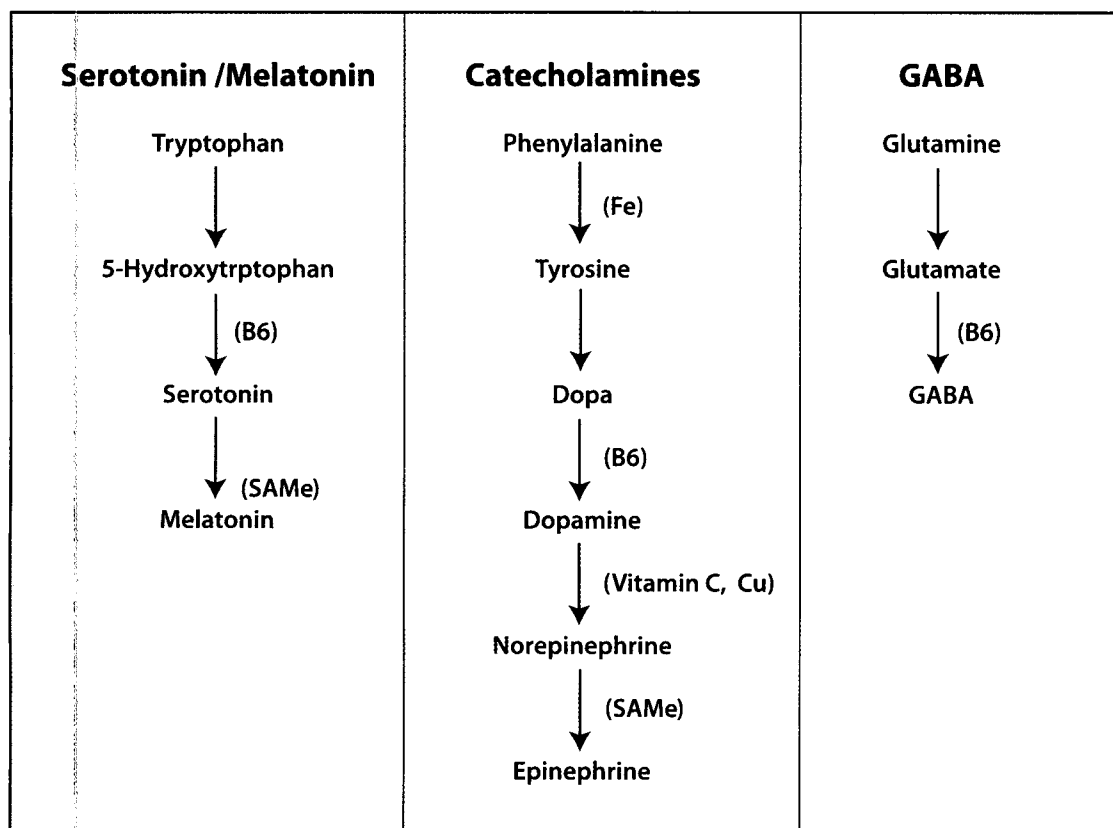 Serotonin /Melatonin
Tryptophan
5-Hydroxytrptophan
(B6)
Serotonin
(SAMe)
Melatonin
Catecholamines
Phenylalanine
(Fe)
Tyrosine
Dopa
(B6)
Dopamine
(Vitamin C, Cu)
Norepinephrine
(SAMe)
Epinephrine
GABA
Glutamine
Glutamate
(B6)
GABA